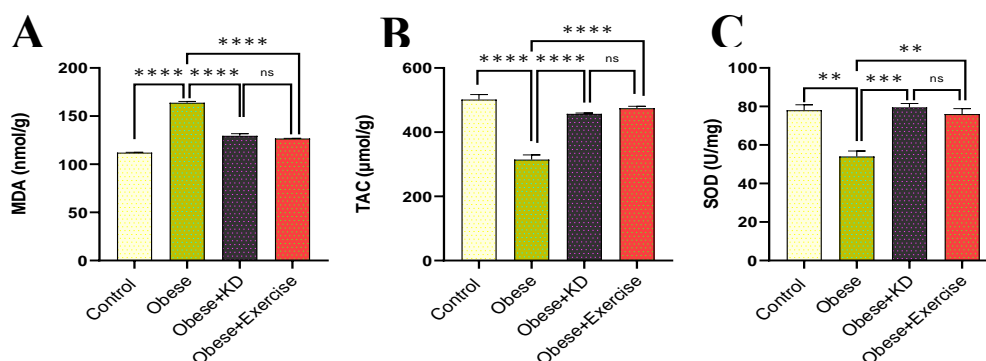 A
MDA (nmol/g)
200
150
100
50
0
****
**** ****
ns
Control
Obese
Obese+KD
Obese+Exercise
B
TAC (μmol/g)
600
400
200
0
****
**** ****
ns
Control
Obese
Obese+KD
Obese+Exercise
C
SOD (U/mg)
100
80
60
40
20
0
**
** *** ns
Control
Obese
Obese+KD
Obese+Exercise